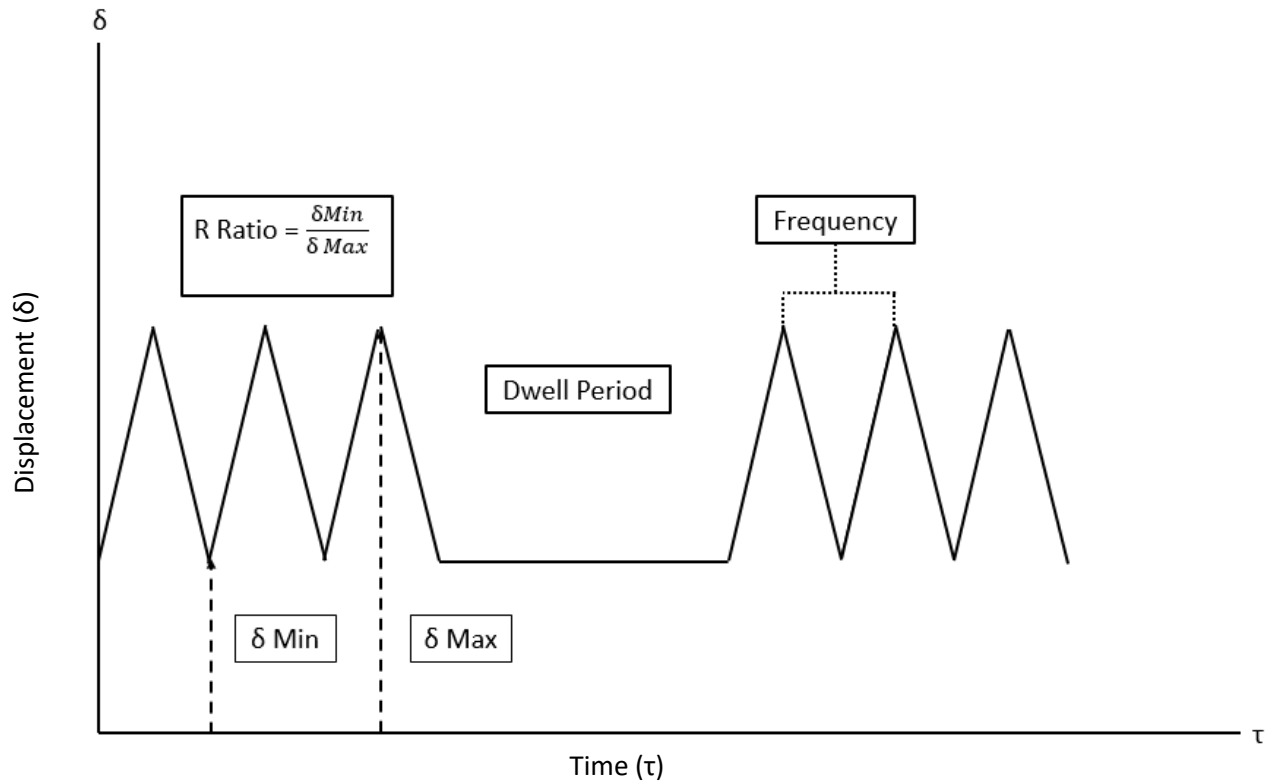 δ
R Ratio = δMin / δ Max
Frequency
Displacement (δ)
Dwell Period
δ Min
δ Max
τ
Time (τ)